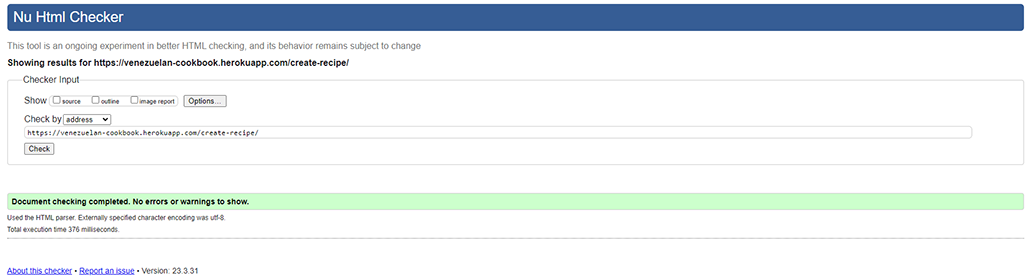 Nu Html Checker
This tool is an ongoing experiment in better HTML checking, and its behavior remains subject to change
Showing results for https://venezuelan-cookbook.herokuapp.com/create-recipe/
Checker Input
Show source outline image report Options...
Check by address
https://venezuelan-cookbook.herokuapp.com/create-recipe/
Check
Document checking completed. No errors or warnings to show.
Used the HTML parser. Externally specified character encoding was utf-8.
Total execution time 376 milliseconds.
About this checker • Report an issue • Version: 23.3.31